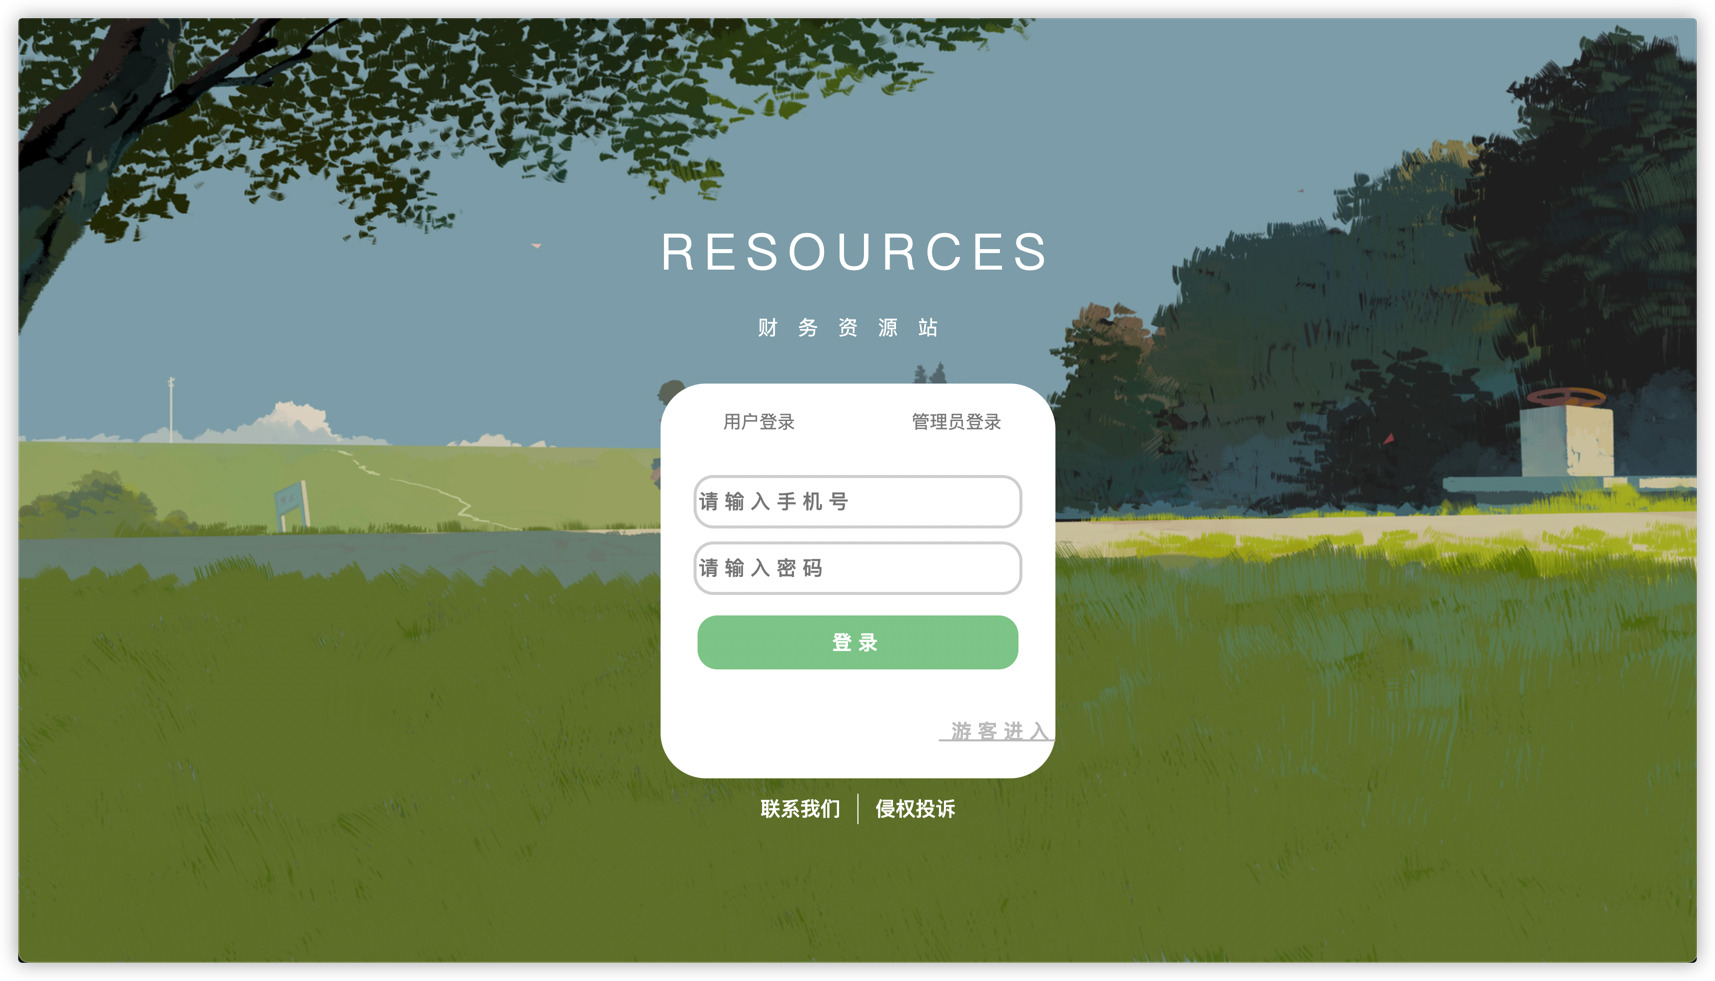 RESOURCES
财务资源站
用户登录 管理员登录
请输入手机号
请输入密码
登录
游客进入
联系我们 | 侵权投诉